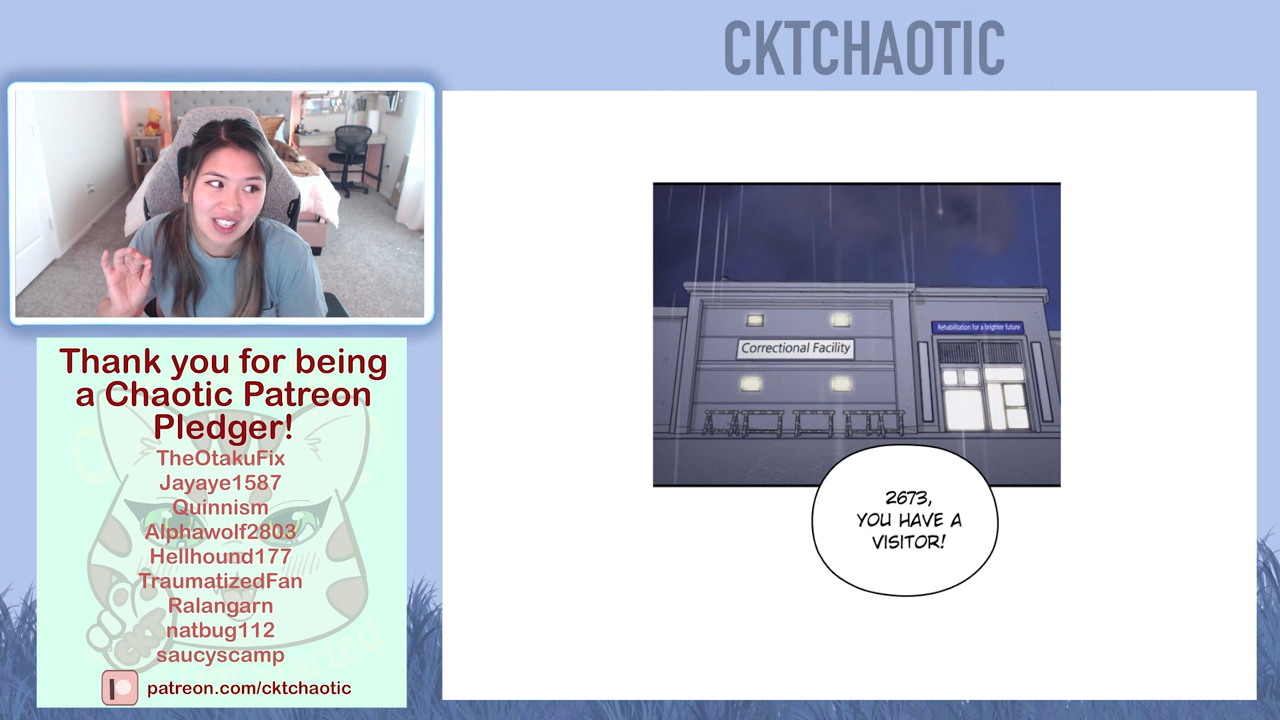 CKTCHAOTIC
Thank you for being
a Chaotic Patreon
Pledger!
TheOtakuFix
Jayaye1587
Quinnism
Alphawolf2803
Hellhound177
TraumatizedFan
Ralangarn
natbug112
saucyscamp
patreon.com/cktchaotic
Rehabilitation for a brighter future
Correctional Facility
2673,
YOU HAVE A
VISITOR!